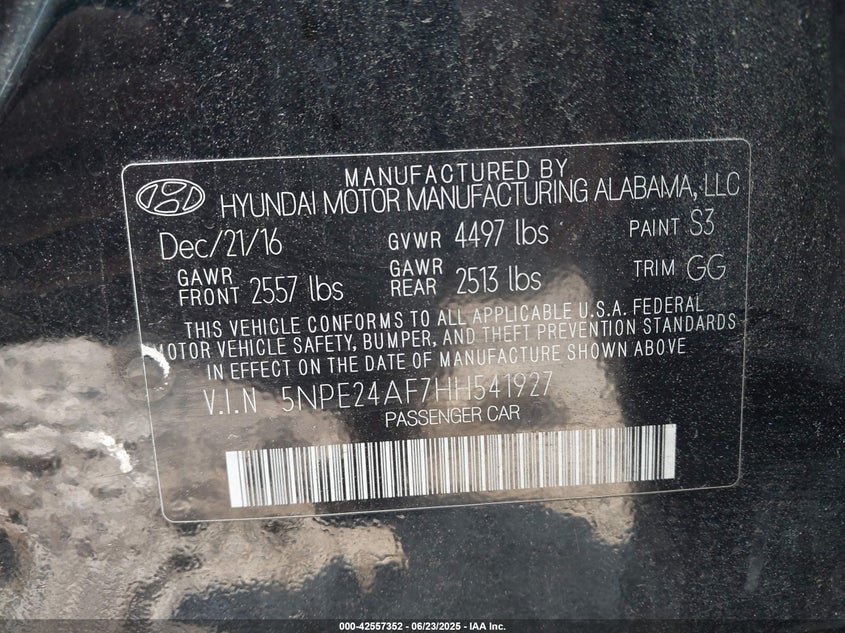 MANUFACTURED BY
HYUNDAI MOTOR MANUFACTURING ALABAMA, LLC
Dec/21/16 GVWR 4497 lbs PAINT S3
GAWR FRONT 2557 lbs GAWR REAR 2513 lbs TRIM GG
THIS VEHICLE CONFORMS TO ALL APPLICABLE U.S.A. FEDERAL
MOTOR VEHICLE SAFETY, BUMPER, AND THEFT PREVENTION STANDARDS
IN EFFECT ON THE DATE OF MANUFACTURE SHOWN ABOVE
V.I.N 5NPE24AF7HH541927
PASSENGER CAR
000-42557352 - 06/23/2025 - IAA Inc.